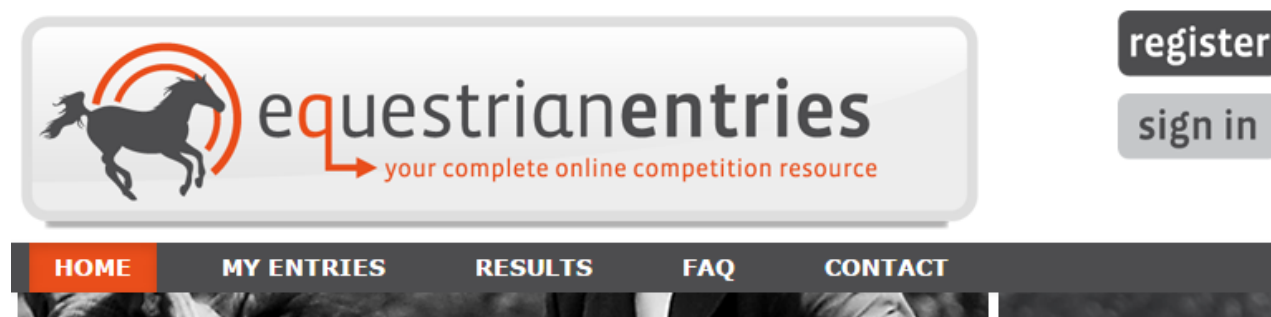 register
equestrianentries
your complete online competition resource
sign in
HOME MY ENTRIES RESULTS FAQ CONTACT